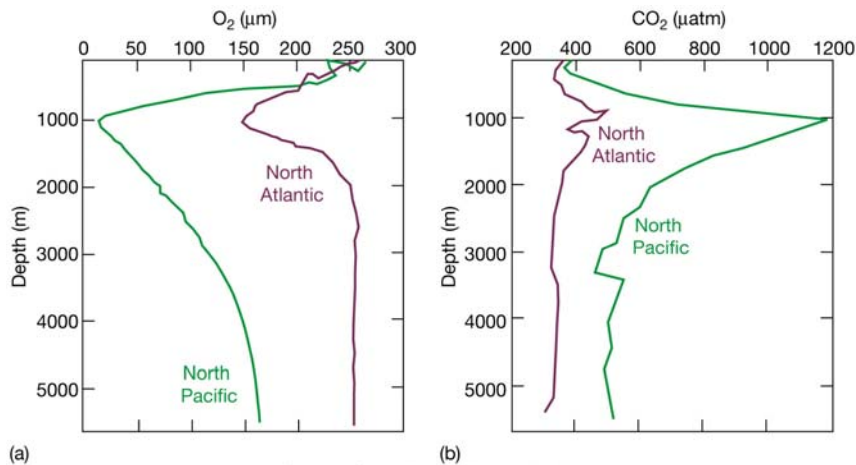 O₂ (µm)
0 50 100 150 200 250 300
1000
2000
3000
4000
5000
Depth (m)
North
Atlantic
North
Pacific
(a)
CO₂ (µatm)
200 400 600 800 1000 1200
1000
2000
3000
4000
5000
Depth (m)
North
Atlantic
North
Pacific
(b)